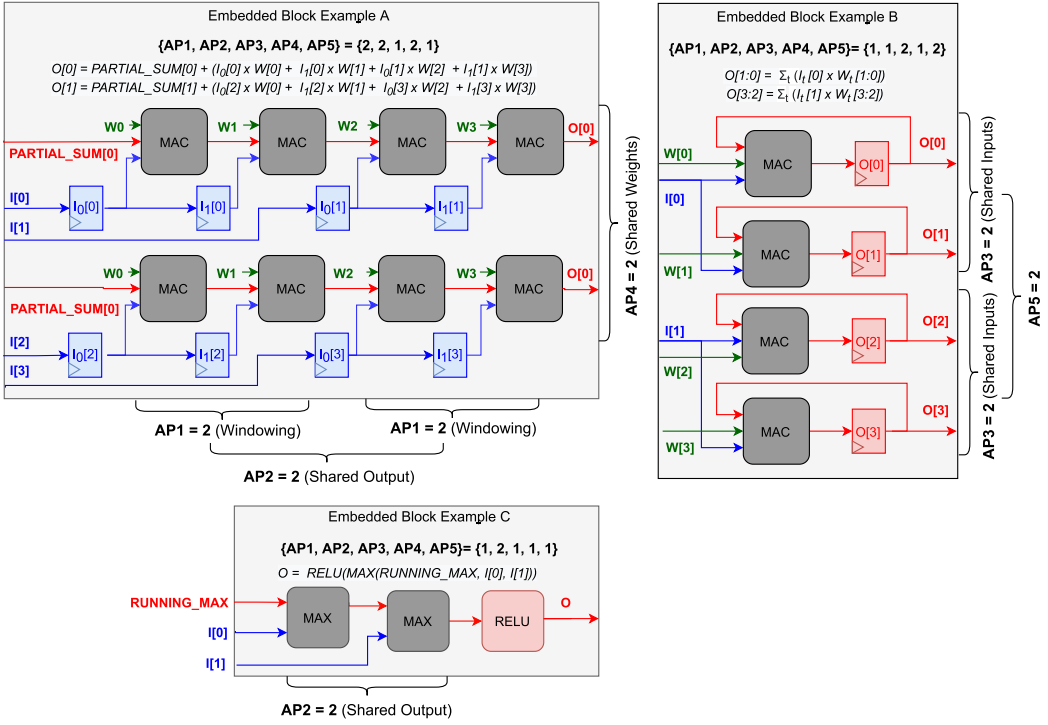 Embedded Block Example A
{AP1, AP2, AP3, AP4, AP5} = {2, 2, 1, 2, 1}
O[0] = PARTIAL_SUM[0] + (I0[0] x W[0] + I1[0] x W[1] + I0[1] x W[2] + I1[1] x W[3])
O[1] = PARTIAL_SUM[1] + (I0[2] x W[0] + I1[2] x W[1] + I0[3] x W[2] + I1[3] x W[3])
W0 W1 W2 W3 O[0]
MAC MAC MAC MAC
PARTIAL_SUM[0]
I[0] I0[0] I1[0] I0[1] I1[1]
I[1]
W0 W1 W2 W3 O[0]
MAC MAC MAC MAC
PARTIAL_SUM[0]
I[2] I0[2] I1[2] I0[3] I1[3]
I[3]
AP4 = 2 (Shared Weights)
AP1 = 2 (Windowing) AP1 = 2 (Windowing)
AP2 = 2 (Shared Output)
Embedded Block Example B
{AP1, AP2, AP3, AP4, AP5}= {1, 1, 2, 1, 2}
O[1:0] = Σt (It [0] x Wt [1:0])
O[3:2] = Σt (It [1] x Wt [3:2])
W[0] MAC O[0] O[0]
I[0]
W[1] MAC O[1] O[1]
I[1] MAC O[2] O[2]
W[2]
W[3] MAC O[3] O[3]
AP3 = 2 (Shared Inputs)
AP3 = 2 (Shared Inputs)
AP5 = 2
Embedded Block Example C
{AP1, AP2, AP3, AP4, AP5}= {1, 2, 1, 1, 1}
O = RELU(MAX(RUNNING_MAX, I[0], I[1]))
RUNNING_MAX MAX MAX RELU O
I[0]
I[1]
AP2 = 2 (Shared Output)